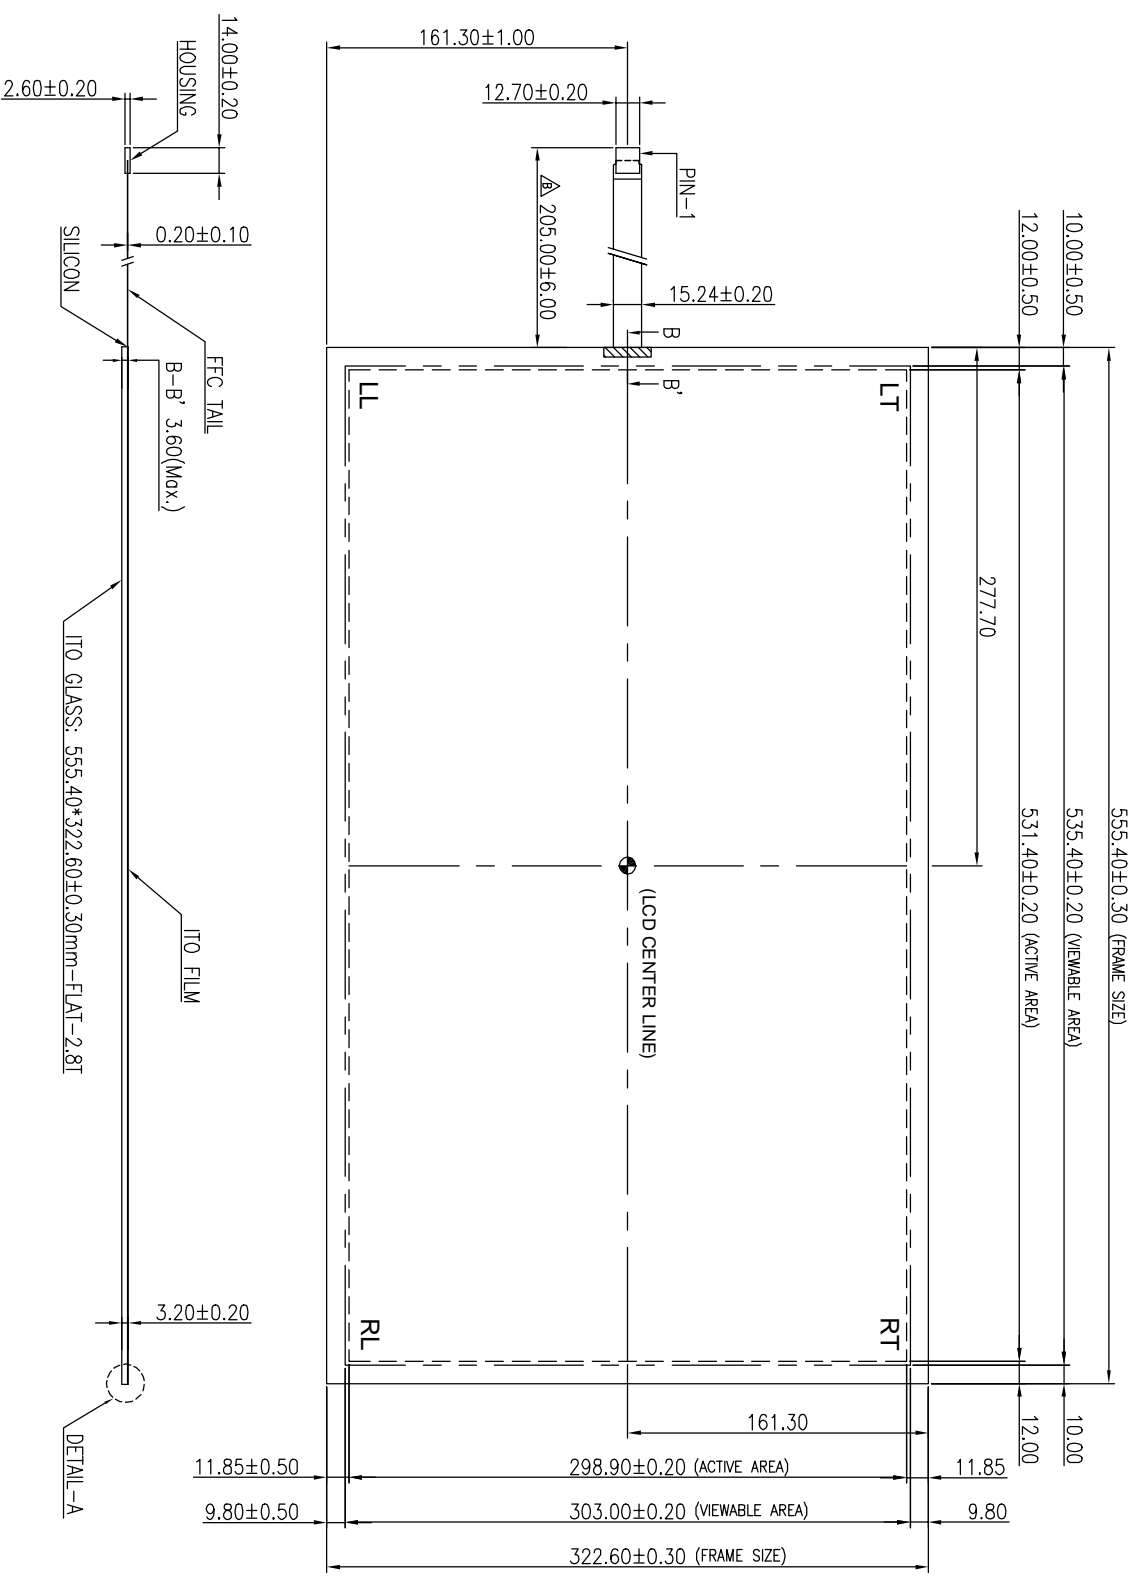 555.40±0.30 (FRAME SIZE)
535.40±0.20 (VIEWABLE AREA)
531.40±0.20 (ACTIVE AREA)
10.00±0.50
12.00±0.50
10.00
12.00
277.70
161.30
11.85
9.80
298.90±0.20 (ACTIVE AREA)
303.00±0.20 (VIEWABLE AREA)
322.60±0.30 (FRAME SIZE)
11.85±0.50
9.80±0.50
LT
RT
LL
RL
(LCD CENTER LINE)
PIN-1
B
B'
15.24±0.20
12.70±0.20
B 205.00±6.00
161.30±1.00
14.00±0.20
HOUSING
2.60±0.20
0.20±0.10
FFC TAIL
B-B' 3.60(Max.)
SILICON
ITO FILM
ITO GLASS: 555.40*322.60±0.30mm-FLAT-2.8T
3.20±0.20
DETAIL-A